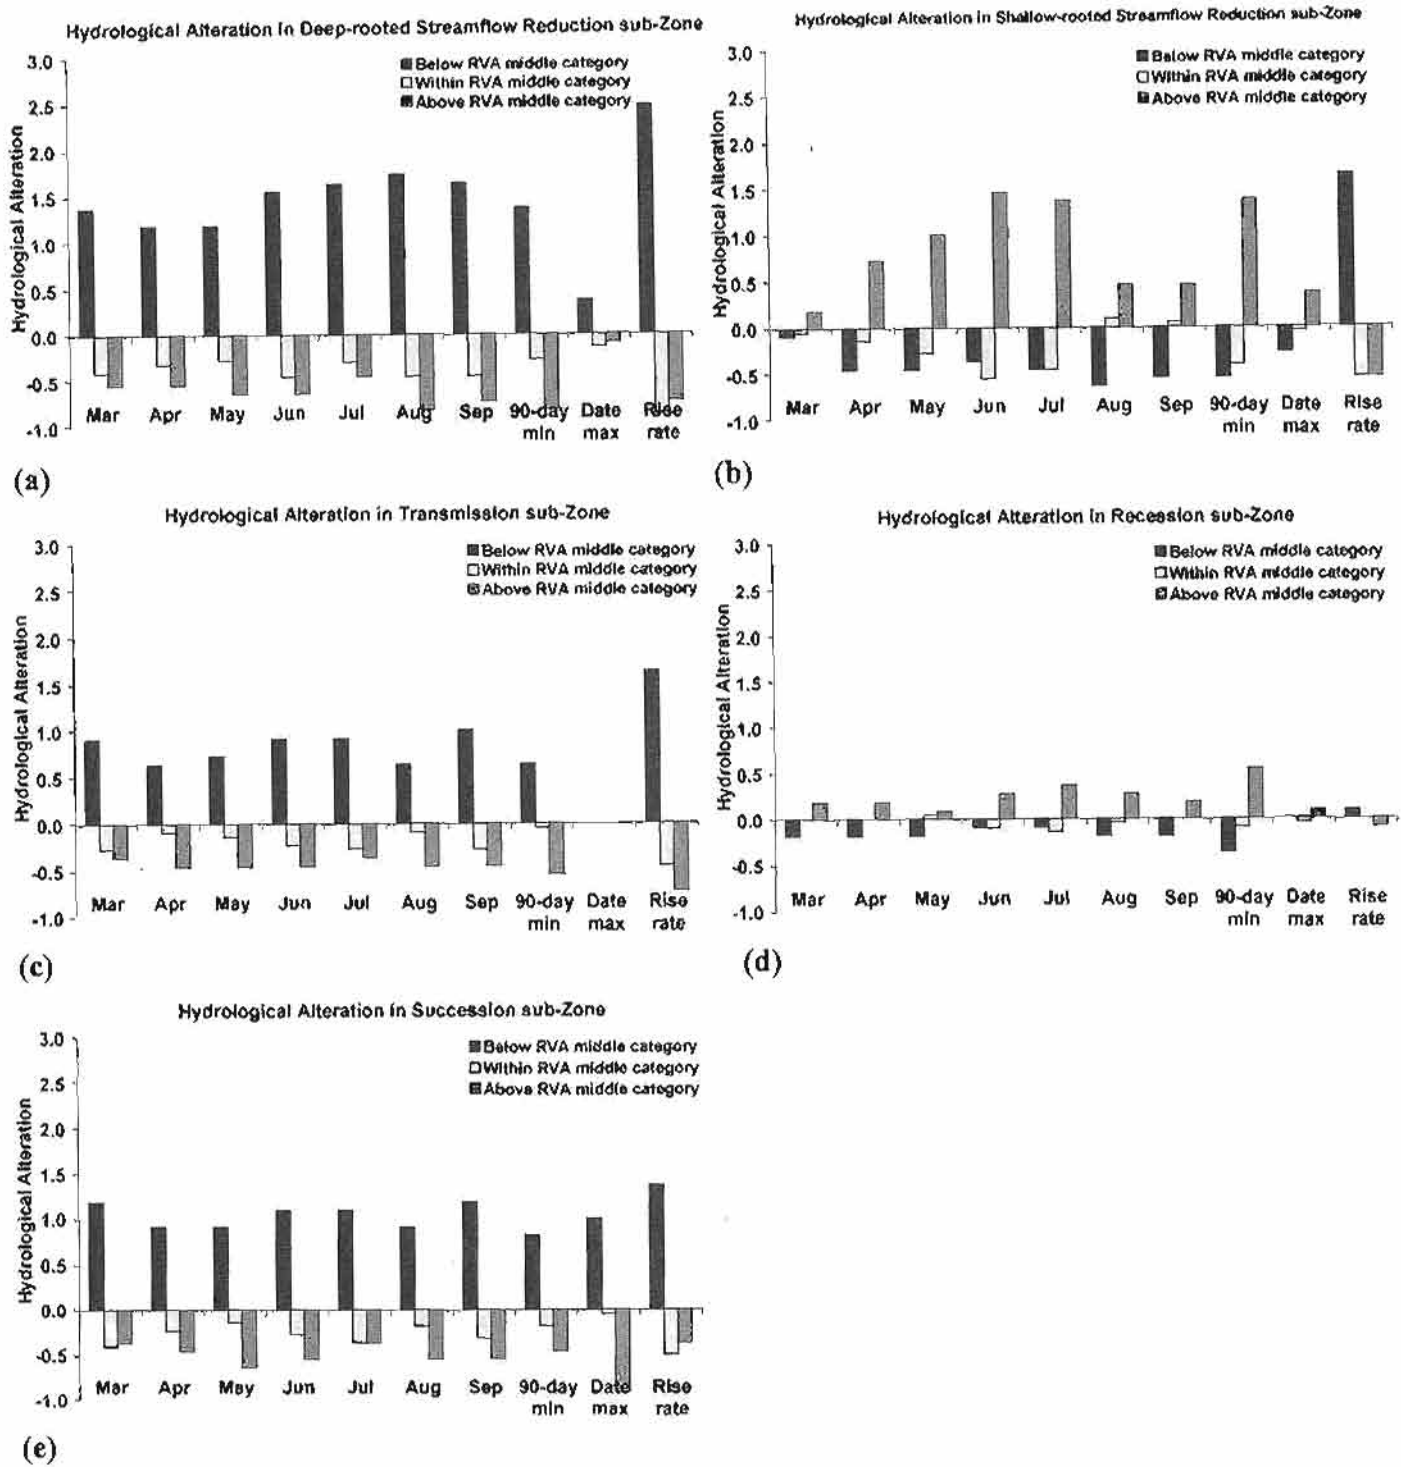 Hydrological Alteration in Deep-rooted Streamflow Reduction sub-Zone
Below RVA middle category
Within RVA middle category
Above RVA middle category
Hydrological Alteration
3.0
2.5
2.0
1.5
1.0
0.5
0.0
-0.5
-1.0
Mar Apr May Jun Jul Aug Sep 90-day min Date max Rise rate
(a)
Hydrological Alteration in Shallow-rooted Streamflow Reduction sub-Zone
Below RVA middle category
Within RVA middle category
Above RVA middle category
Hydrological Alteration
3.0
2.5
2.0
1.5
1.0
0.5
0.0
-0.5
-1.0
Mar Apr May Jun Jul Aug Sep 90-day min Date max Rise rate
(b)
Hydrological Alteration in Transmission sub-Zone
Below RVA middle category
Within RVA middle category
Above RVA middle category
Hydrological Alteration
3.0
2.5
2.0
1.5
1.0
0.5
0.0
-0.5
-1.0
Mar Apr May Jun Jul Aug Sep 90-day min Date max Rise rate
(c)
Hydrological Alteration in Recession sub-Zone
Below RVA middle category
Within RVA middle category
Above RVA middle category
Hydrological Alteration
3.0
2.5
2.0
1.5
1.0
0.5
0.0
-0.5
-1.0
Mar Apr May Jun Jul Aug Sep 90-day min Date max Rise rate
(d)
Hydrological Alteration in Succession sub-Zone
Below RVA middle category
Within RVA middle category
Above RVA middle category
Hydrological Alteration
3.0
2.5
2.0
1.5
1.0
0.5
0.0
-0.5
-1.0
Mar Apr May Jun Jul Aug Sep 90-day min Date max Rise rate
(e)